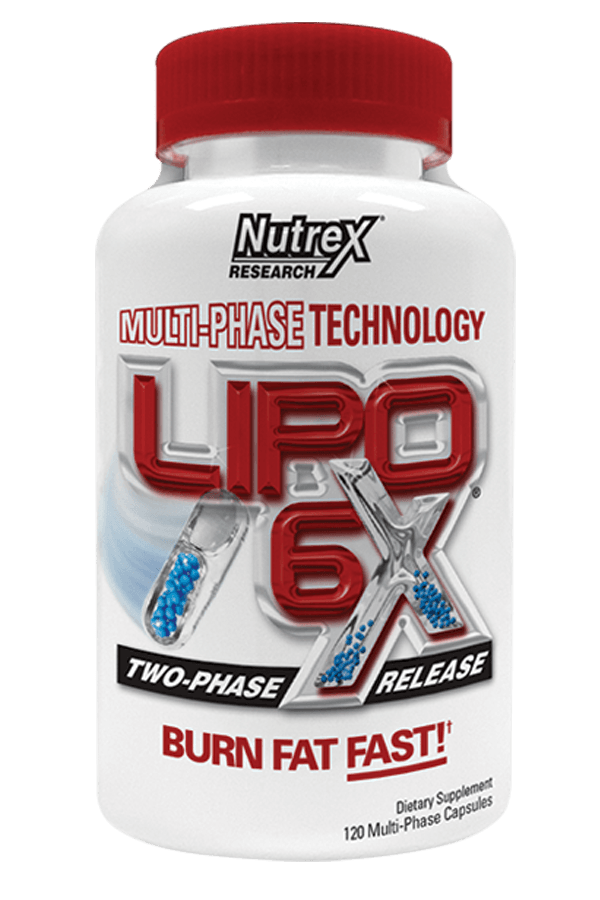 Nutrex®
RESEARCH
MULTI-PHASE TECHNOLOGY
LIPO
6X®
TWO-PHASE RELEASE
BURN FAT FAST!†
Dietary Supplement
120 Multi-Phase Capsules